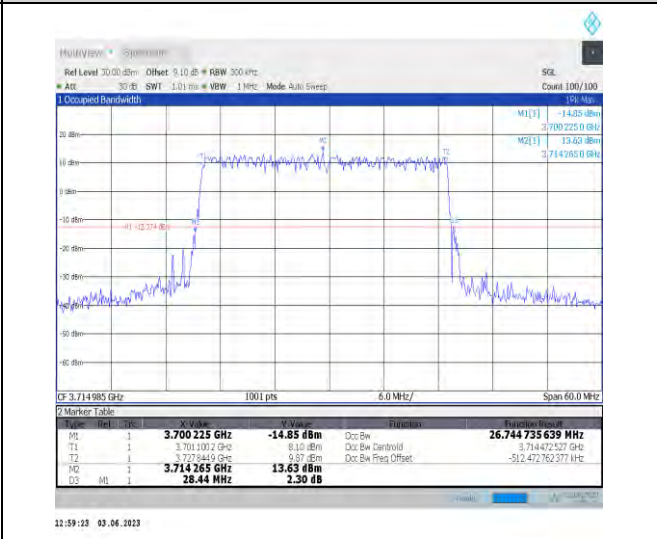 MultiView Spectrum
Ref Level 30.00 dBm Offset 9.10 dB RBW 300 kHz SGL
Att 30 dB SWT 1.01 ms VBW 1 MHz Mode Auto Sweep Count 100/100
1 Occupied Bandwidth 1Pk Max
M1[1] -14.85 dBm
3.700 225 0 GHz
M2[1] 13.63 dBm
3.714 265 0 GHz
20 dBm
M2
T1 T2
10 dBm
0 dBm
-10 dBm
H1 -12.374 dBm
-20 dBm
-30 dBm
-40 dBm
-50 dBm
-60 dBm
CF 3.714 985 GHz 1001 pts 6.0 MHz/ Span 60.0 MHz
2 Marker Table
Type Ref Trc X-Value Y-Value Function Function Result
M1 1 3.700 225 GHz -14.85 dBm Occ Bw 26.744 735 639 MHz
T1 1 3.701 100 2 GHz 8.10 dBm Occ Bw Centroid 3.714 472 527 GHz
T2 1 3.727 844 9 GHz 9.87 dBm Occ Bw Freq Offset -512.472 762 377 kHz
M2 1 3.714 265 GHz 13.63 dBm
D3 M1 1 28.44 MHz 2.30 dB
12:59:23 03.06.2023